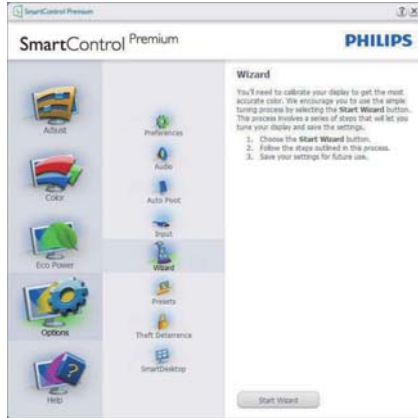 SmartControl Premium
SmartControl Premium
PHILIPS
Adjust
Color
Eco Power
Options
Help
Preferences
Audio
Auto Pivot
Input
Wizard
Presets
Theft Deterrence
SmartDesktop
Wizard
You'll need to calibrate your display to get the most
accurate color. We encourage you to use the simple
tuning process by selecting the Start Wizard button.
This process involves a series of steps that will let you
tune your display and save the settings.
1. Choose the Start Wizard button.
2. Follow the steps outlined in this process.
3. Save your settings for future use.
Start Wizard